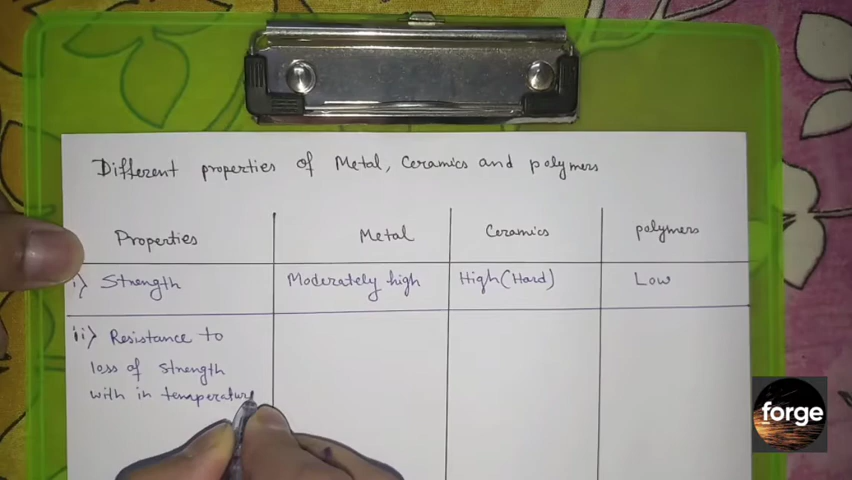 Different properties of Metal, Ceramics and polymers
Properties Metal Ceramics polymers
i) Strength Moderately high High (Hard) Low
ii) Resistance to
loss of strength
with in temperatur
forge